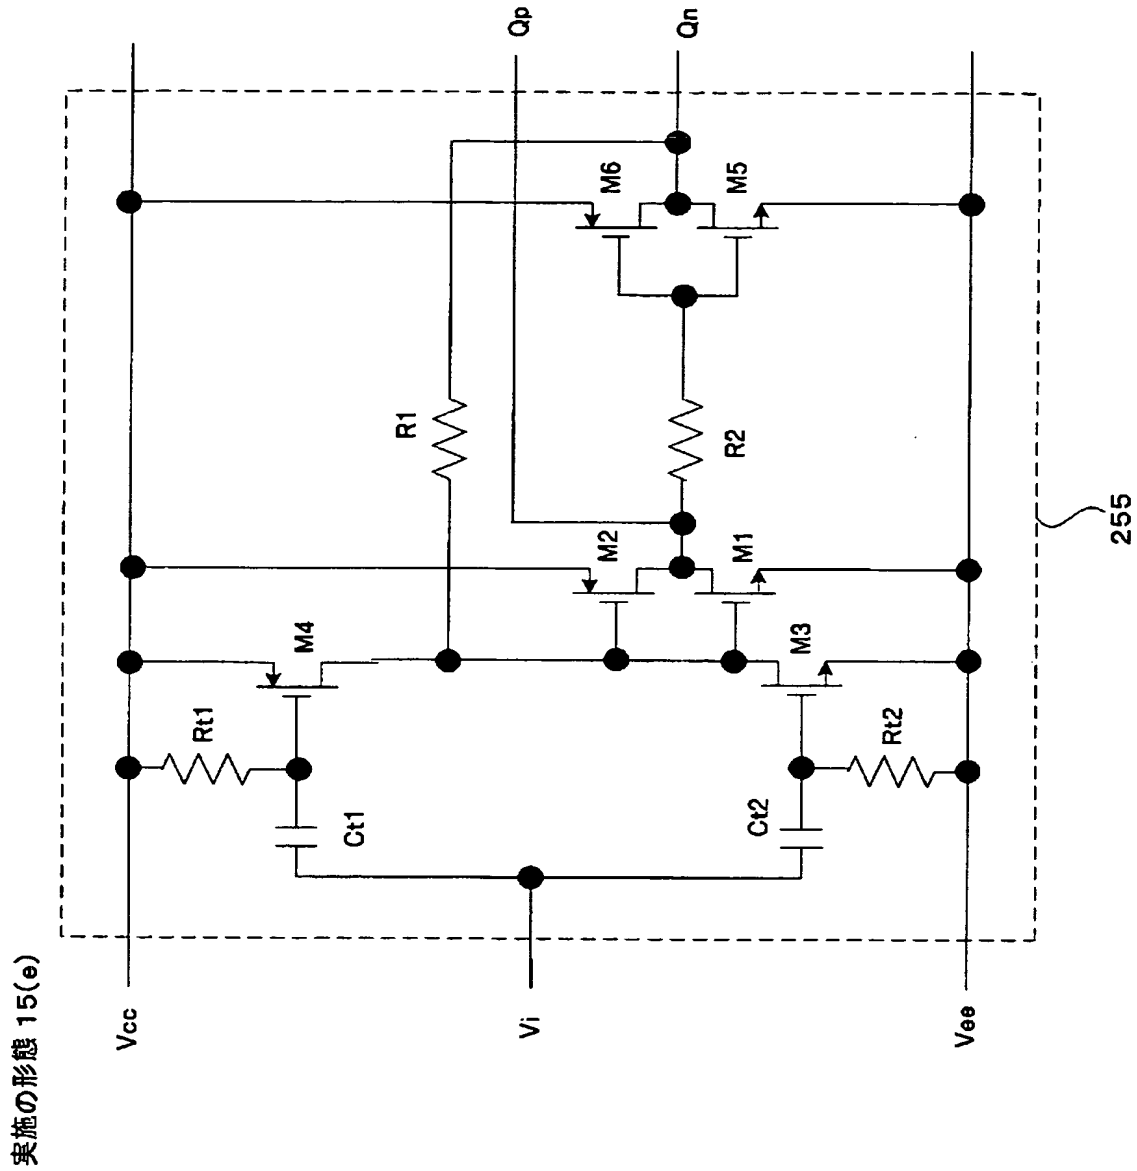 実施の形態 15(e)
Vcc
Vi
Vee
Qp
Qn
Rt1
Ct1
M4
Rt2
Ct2
M3
R1
M2
M1
R2
M6
M5
255